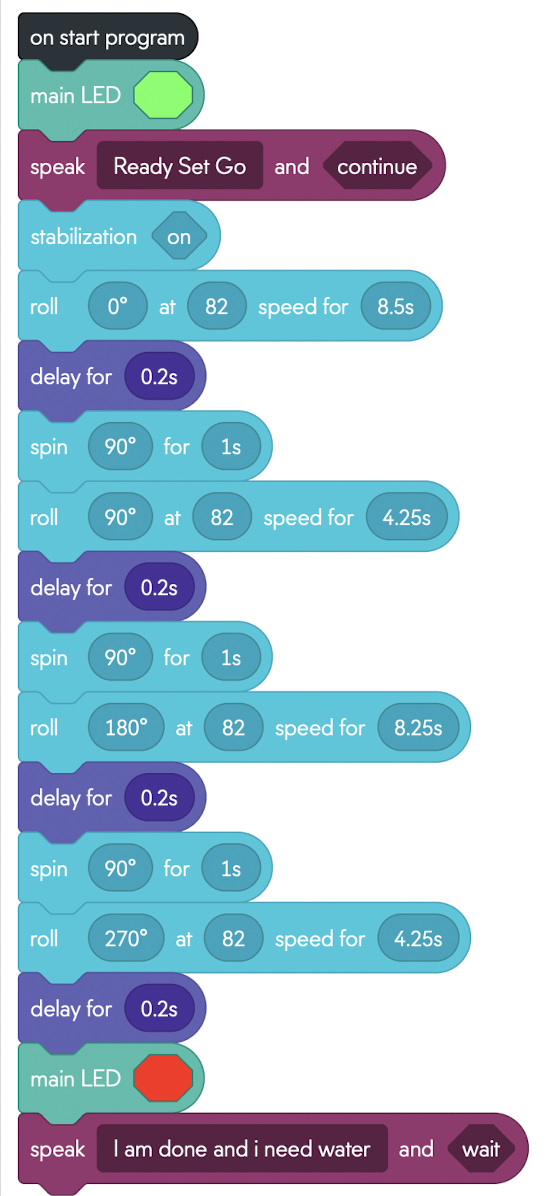 on start program
main LED
speak Ready Set Go and continue
stabilization on
roll 0° at 82 speed for 8.5s
delay for 0.2s
spin 90° for 1s
roll 90° at 82 speed for 4.25s
delay for 0.2s
spin 90° for 1s
roll 180° at 82 speed for 8.25s
delay for 0.2s
spin 90° for 1s
roll 270° at 82 speed for 4.25s
delay for 0.2s
main LED
speak I am done and i need water and wait